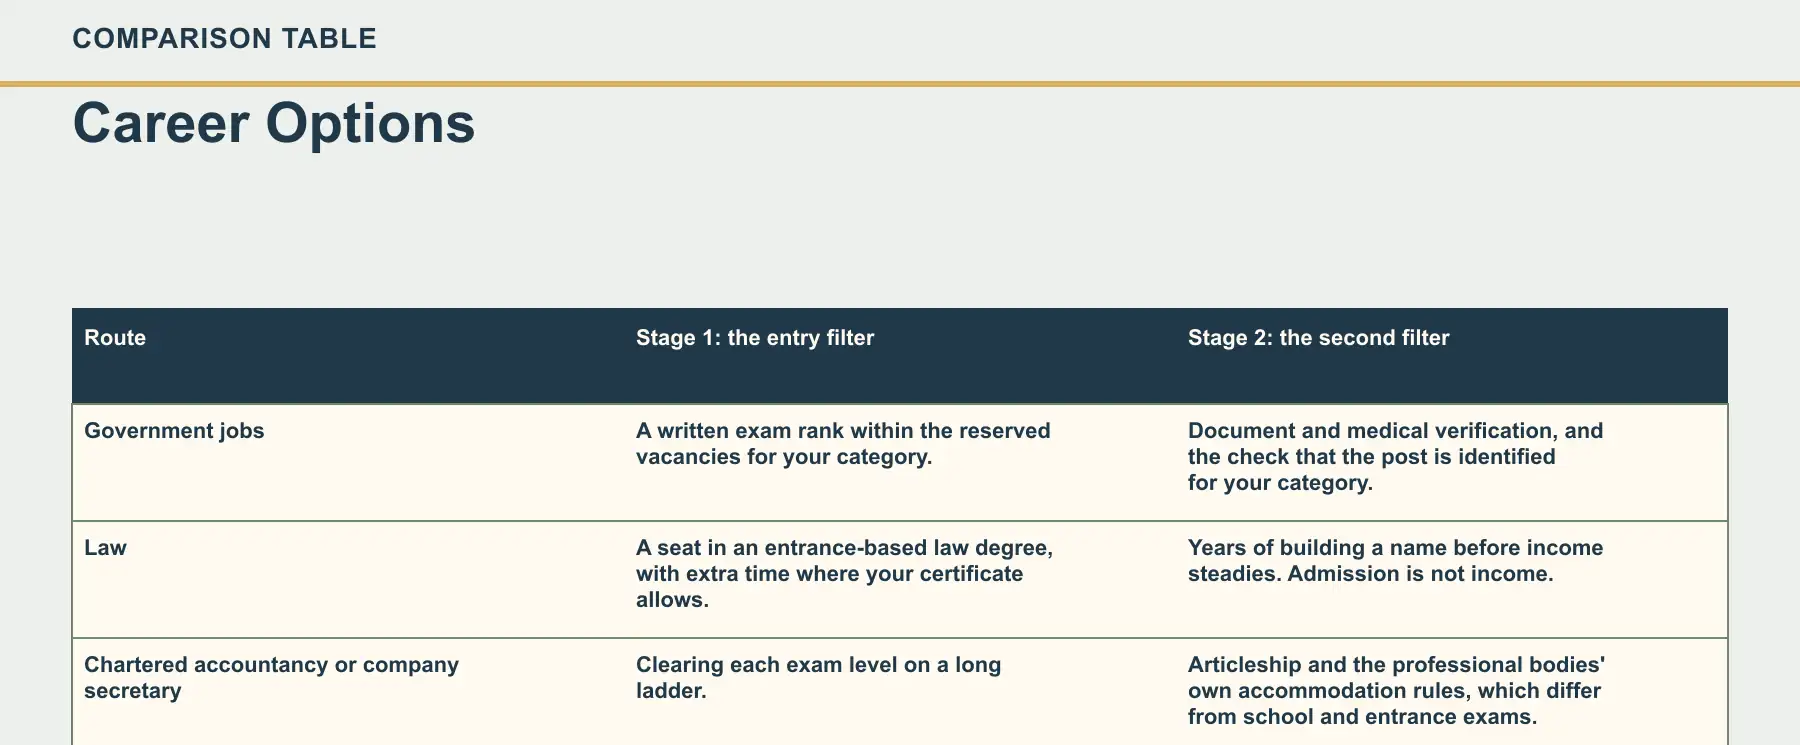 COMPARISON TABLE
Career Options
Route
Stage 1: the entry filter
Stage 2: the second filter
Government jobs
A written exam rank within the reserved
vacancies for your category.
Document and medical verification, and
the check that the post is identified
for your category.
Law
A seat in an entrance-based law degree,
with extra time where your certificate
allows.
Years of building a name before income
steadies. Admission is not income.
Chartered accountancy or company
secretary
Clearing each exam level on a long
ladder.
Articleship and the professional bodies'
own accommodation rules, which differ
from school and entrance exams.